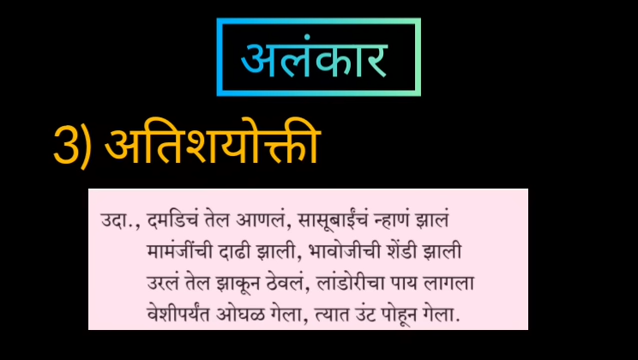 अलंकार
3) अतिशयोक्ती
उदा., दमडिचं तेल आणलं, सासूबाईंचं न्हाणं झालं
मामंजींची दाढी झाली, भावोजीची शेंडी झाली
उरलं तेल झाकून ठेवलं, लांडोरीचा पाय लागला
वेशीपर्यंत ओघळ गेला, त्यात उंट पोहून गेला.